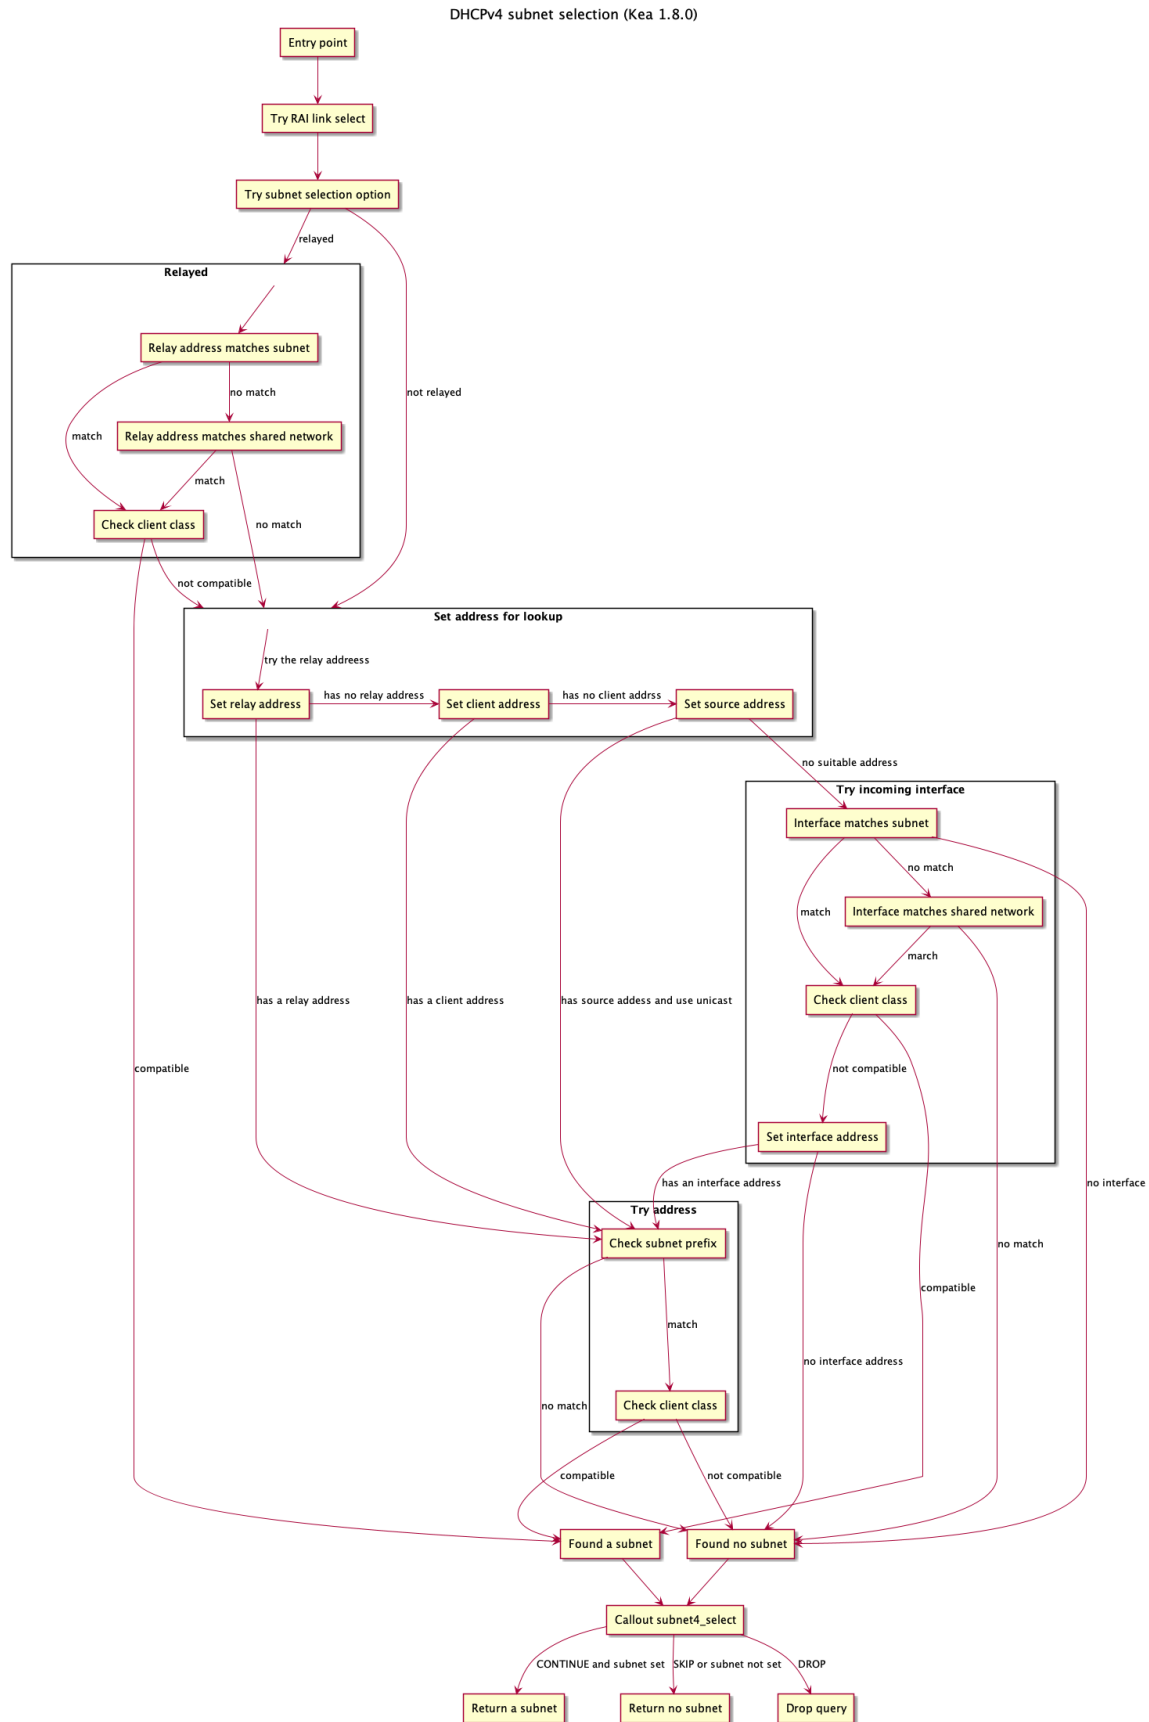 DHCPv4 subnet selection (Kea 1.8.0)
Entry point
Try RAI link select
Try subnet selection option
relayed
Relayed
Relay address matches subnet
no match
not relayed
match
Relay address matches shared network
match
Check client class
no match
not compatible
Set address for lookup
try the relay addreess
Set relay address
has no relay address
Set client address
has no client addrss
Set source address
no suitable address
Try incoming interface
Interface matches subnet
no match
match
Interface matches shared network
march
Check client class
has a relay address
has a client address
has source addess and use unicast
compatible
not compatible
Set interface address
has an interface address
no interface
Try address
Check subnet prefix
no match
compatible
match
no interface address
no match
Check client class
compatible
not compatible
Found a subnet
Found no subnet
Callout subnet4_select
CONTINUE and subnet set
SKIP or subnet not set
DROP
Return a subnet
Return no subnet
Drop query